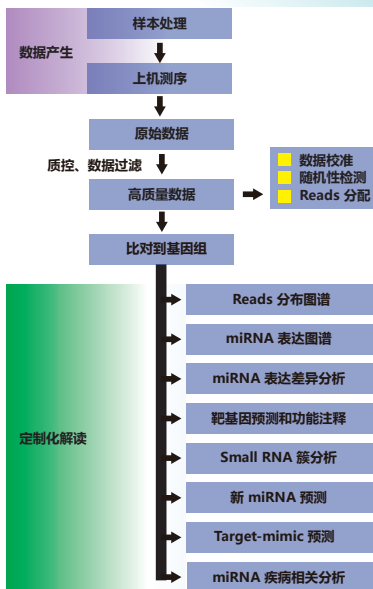 样本处理
数据产生
上机测序
原始数据
质控、数据过滤
数据校准
随机性检测
Reads 分配
高质量数据
比对到基因组
Reads 分布图谱
miRNA 表达图谱
miRNA 表达差异分析
靶基因预测和功能注释
定制化解读
Small RNA 簇分析
新 miRNA 预测
Target-mimic 预测
miRNA 疾病相关分析